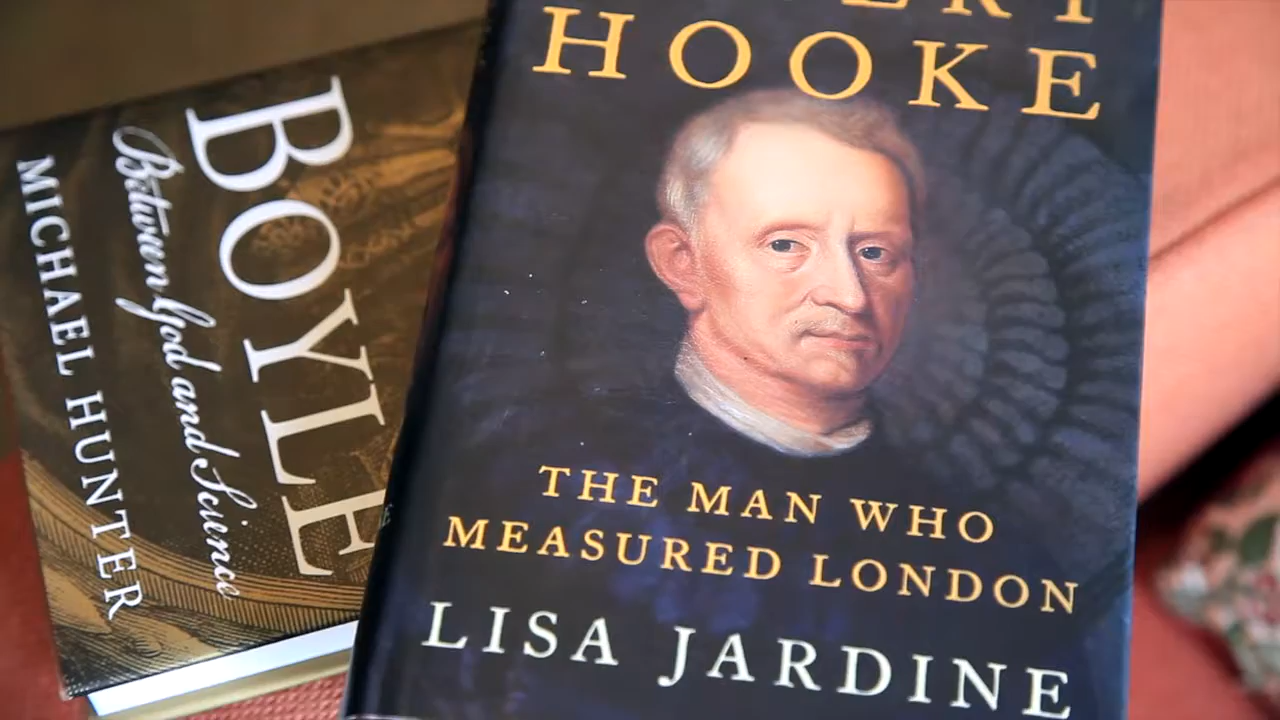 HOOKE
THE MAN WHO
MEASURED LONDON
LISA JARDINE
BOYLE
Between God and Science
MICHAEL HUNTER